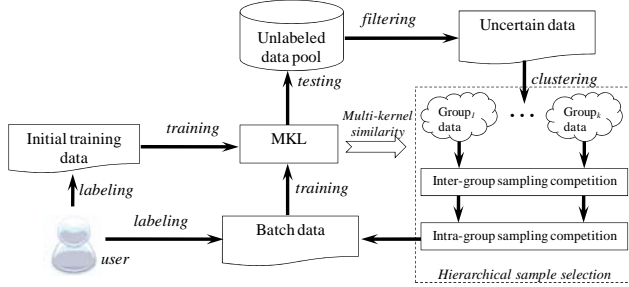 filtering
Unlabeled
data pool
Uncertain data
testing
clustering
Multi-kernel
similarity
Group1
data
...
Groupk
data
Initial training
data
training
MKL
Inter-group sampling competition
labeling
training
labeling
Batch data
Intra-group sampling competition
user
Hierarchical sample selection